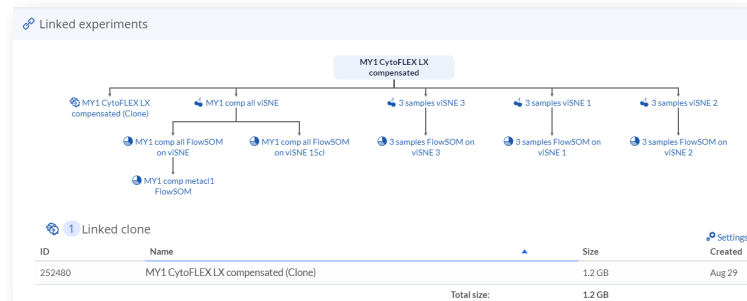 Linked experiments
MY1 CytoFLEX LX
compensated
MY1 CytoFLEX LX
compensated (Clone)
MY1 comp all viSNE
3 samples viSNE 3
3 samples viSNE 1
3 samples viSNE 2
MY1 comp all FlowSOM
on viSNE
MY1 comp all FlowSOM
on viSNE 15cl
3 samples FlowSOM on
viSNE 3
3 samples FlowSOM on
viSNE 1
3 samples FlowSOM on
viSNE 2
MY1 comp metacl1
FlowSOM
1 Linked clone
Settings
ID Name Size Created
252480 MY1 CytoFLEX LX compensated (Clone) 1.2 GB Aug 29
Total size: 1.2 GB